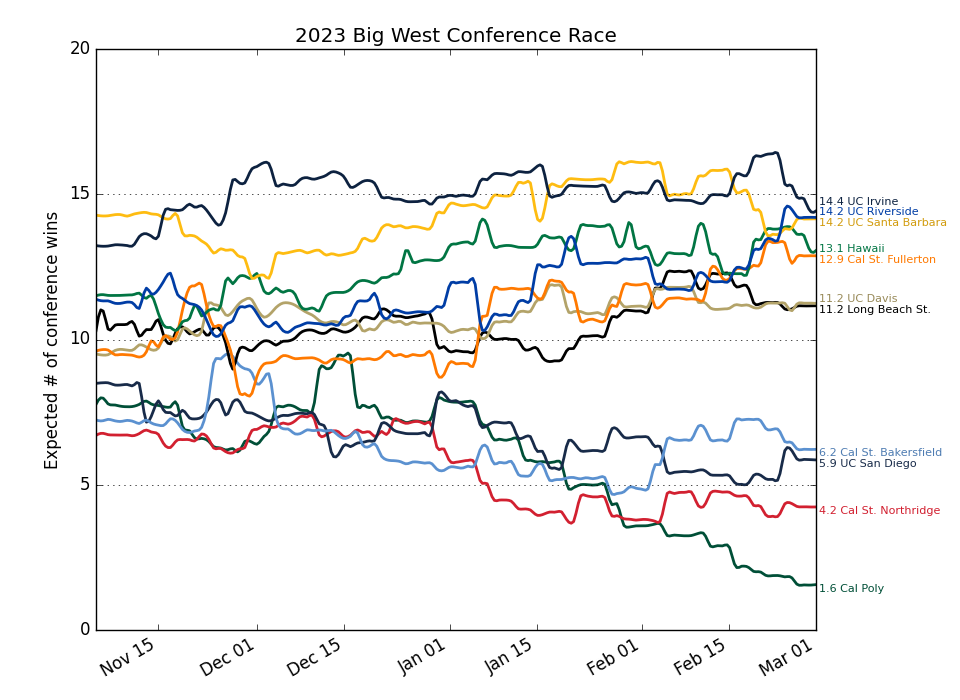 2023 Big West Conference Race
Expected # of conference wins
20
15
10
5
0
Nov 15
Dec 01
Dec 15
Jan 01
Jan 15
Feb 01
Feb 15
Mar 01
14.4 UC Irvine
14.2 UC Riverside
14.2 UC Santa Barbara
13.1 Hawaii
12.9 Cal St. Fullerton
11.2 UC Davis
11.2 Long Beach St.
6.2 Cal St. Bakersfield
5.9 UC San Diego
4.2 Cal St. Northridge
1.6 Cal Poly